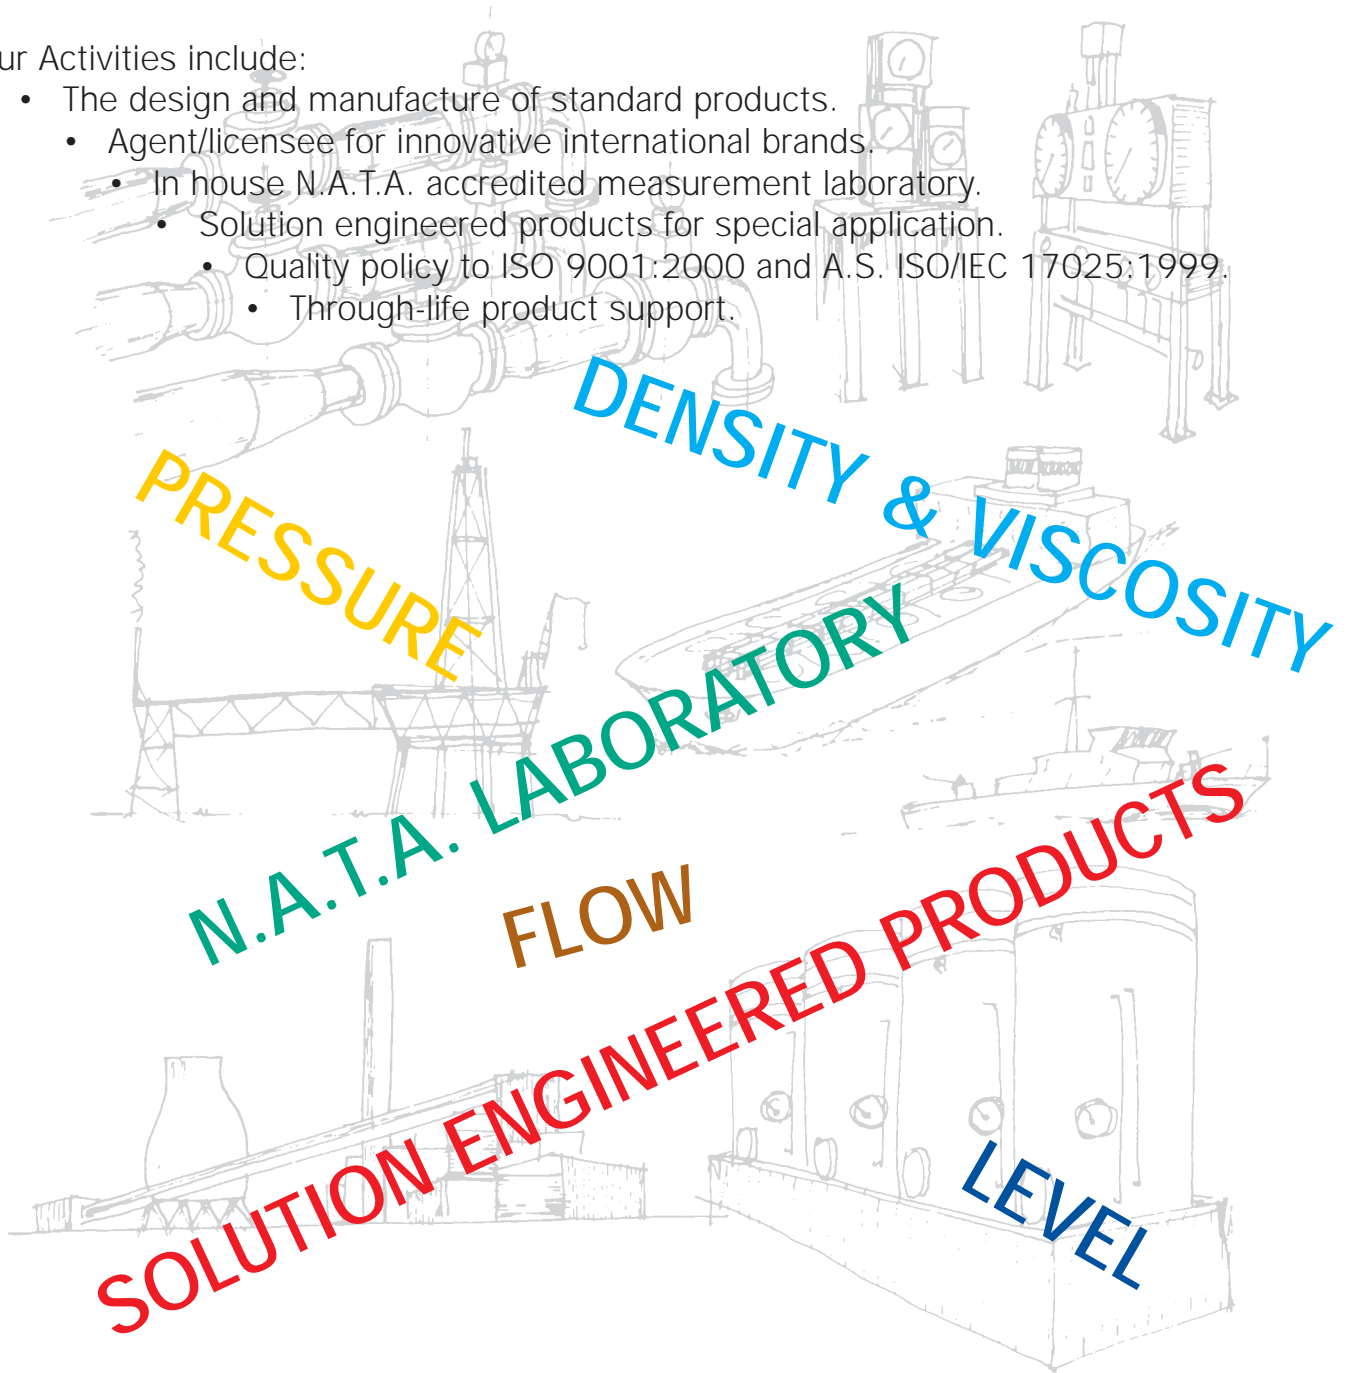 ur Activities include:
• The design and manufacture of standard products.
• Agent/licensee for innovative international brands.
• In house N.A.T.A. accredited measurement laboratory.
• Solution engineered products for special application.
• Quality policy to ISO 9001:2000 and A.S. ISO/IEC 17025:1999.
• Through-life product support.
DENSITY & VISCOSITY
PRESSURE
N.A.T.A. LABORATORY
FLOW
SOLUTION ENGINEERED PRODUCTS
LEVEL